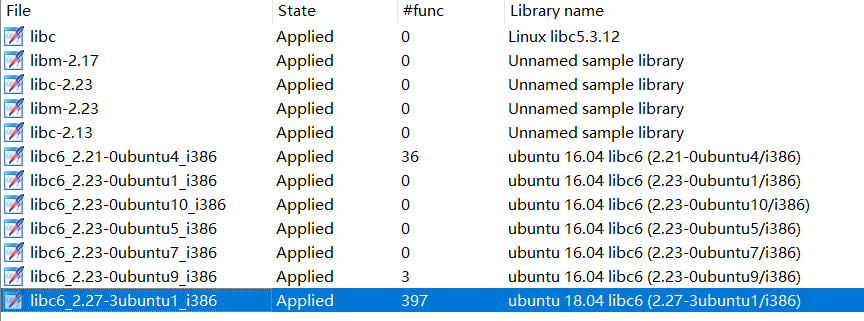 File State #func Library name
libc Applied 0 Linux libc5.3.12
libm-2.17 Applied 0 Unnamed sample library
libc-2.23 Applied 0 Unnamed sample library
libm-2.23 Applied 0 Unnamed sample library
libc-2.13 Applied 0 Unnamed sample library
libc6_2.21-0ubuntu4_i386 Applied 36 ubuntu 16.04 libc6 (2.21-0ubuntu4/i386)
libc6_2.23-0ubuntu1_i386 Applied 0 ubuntu 16.04 libc6 (2.23-0ubuntu1/i386)
libc6_2.23-0ubuntu10_i386 Applied 0 ubuntu 16.04 libc6 (2.23-0ubuntu10/i386)
libc6_2.23-0ubuntu5_i386 Applied 0 ubuntu 16.04 libc6 (2.23-0ubuntu5/i386)
libc6_2.23-0ubuntu7_i386 Applied 0 ubuntu 16.04 libc6 (2.23-0ubuntu7/i386)
libc6_2.23-0ubuntu9_i386 Applied 3 ubuntu 16.04 libc6 (2.23-0ubuntu9/i386)
libc6_2.27-3ubuntu1_i386 Applied 397 ubuntu 18.04 libc6 (2.27-3ubuntu1/i386)